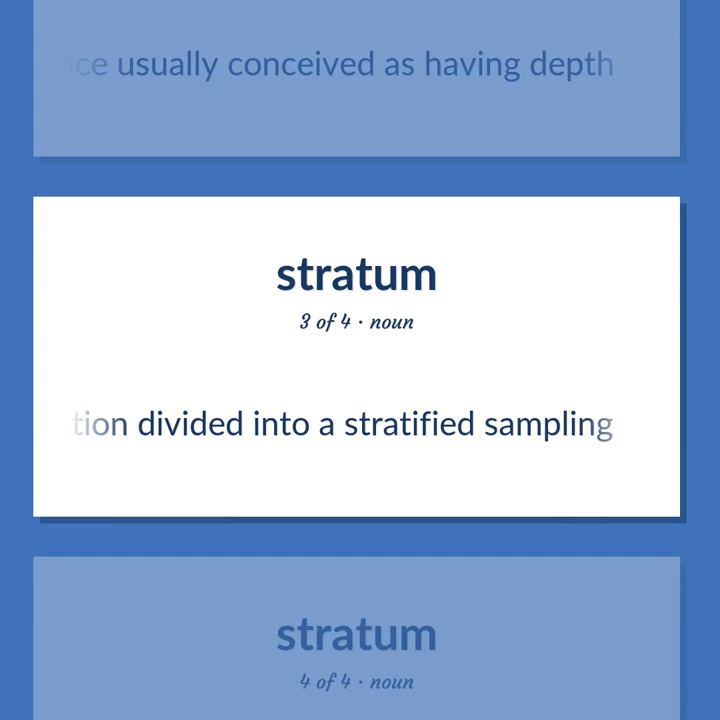 usually conceived as having depth
stratum
3 of 4 · noun
tion divided into a stratified sampling
stratum
4 of 4 · noun